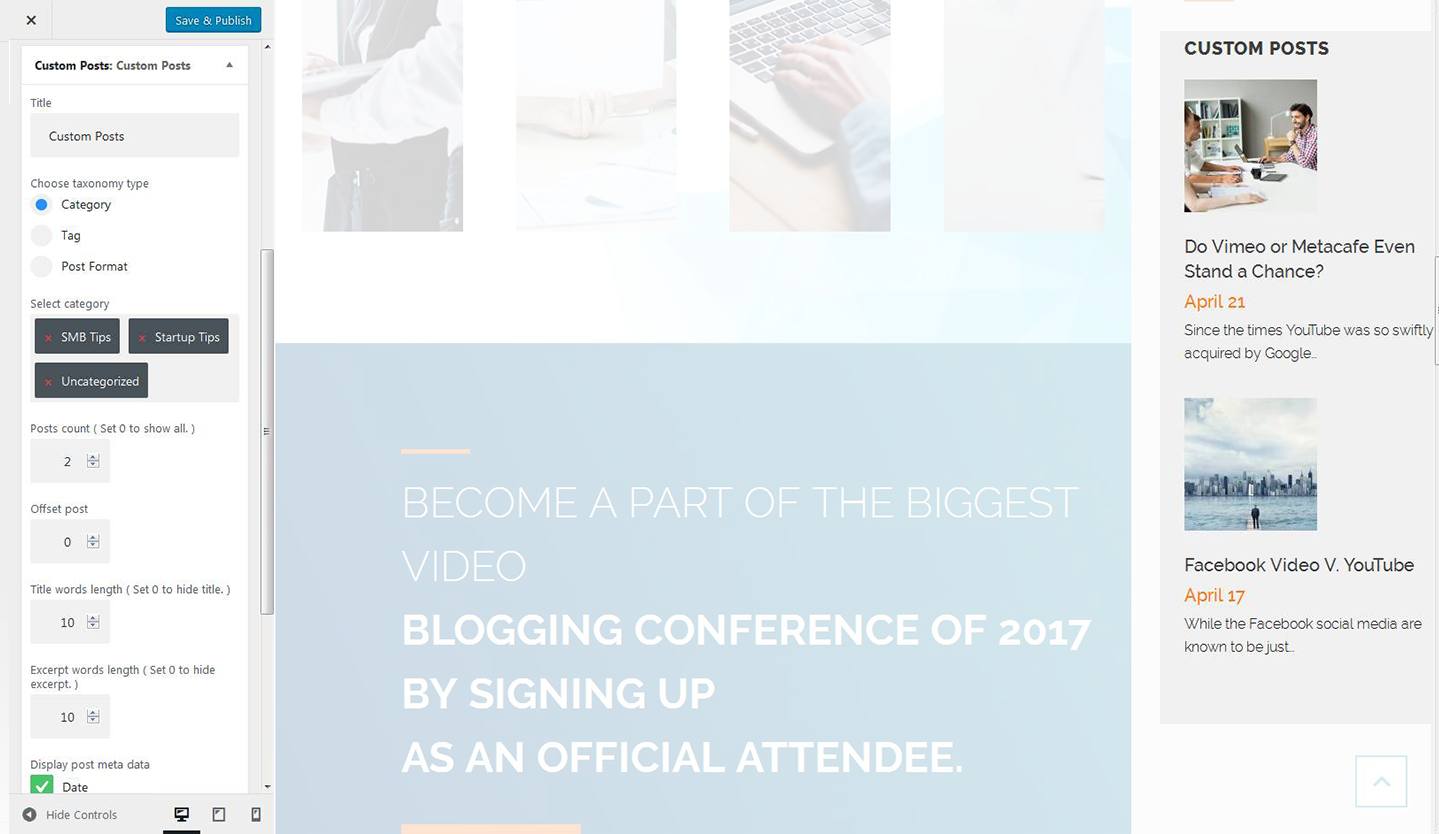 Save & Publish
Custom Posts: Custom Posts
Title
Custom Posts
Choose taxonomy type
Category
Tag
Post Format
Select category
× SMB Tips × Startup Tips
× Uncategorized
Posts count ( Set 0 to show all. )
2
Offset post
0
Title words length ( Set 0 to hide title. )
10
Excerpt words length ( Set 0 to hide
excerpt. )
10
Display post meta data
Date
Hide Controls
BECOME A PART OF THE BIGGEST
VIDEO
BLOGGING CONFERENCE OF 2017
BY SIGNING UP
AS AN OFFICIAL ATTENDEE.
CUSTOM POSTS
Do Vimeo or Metacafe Even
Stand a Chance?
April 21
Since the times YouTube was so swiftly
acquired by Google…
Facebook Video V. YouTube
April 17
While the Facebook social media are
known to be just…